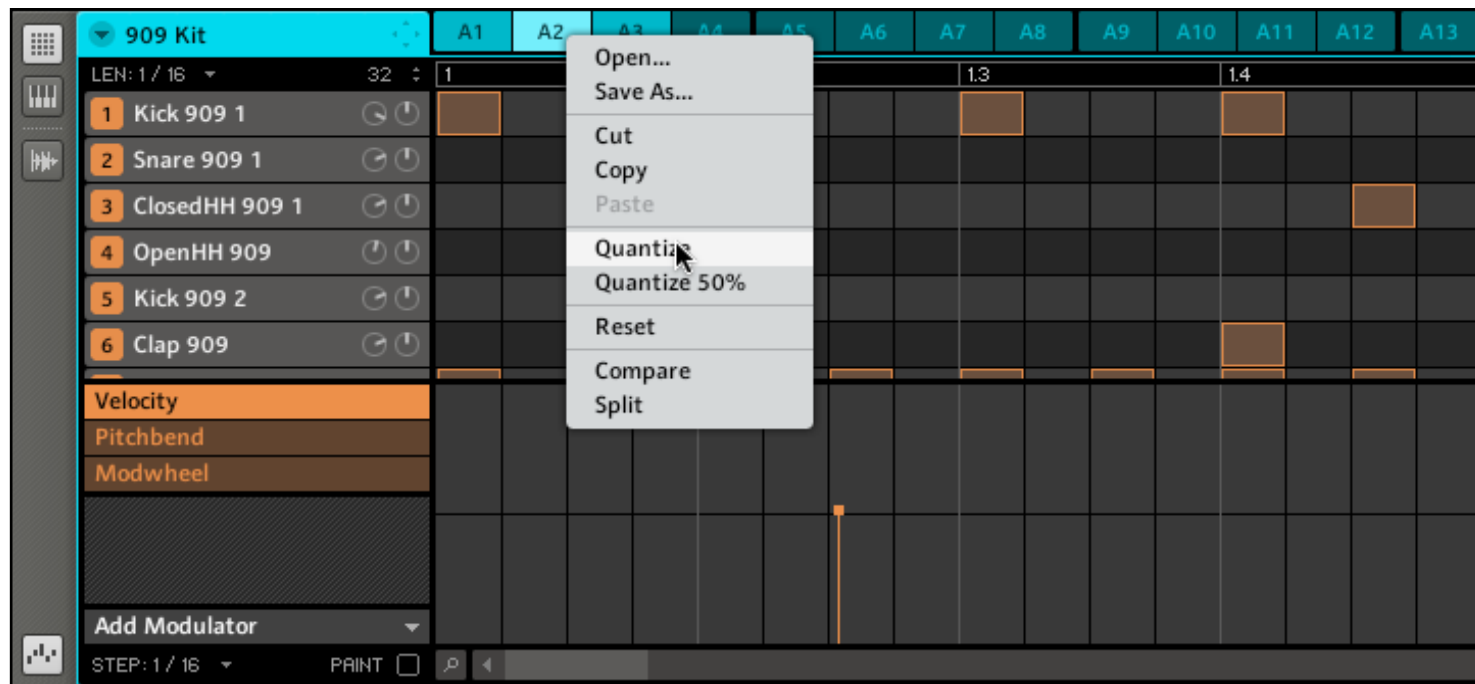 909 Kit A1 A2 A3 A4 A5 A6 A7 A8 A9 A10 A11 A12 A13
LEN: 1 / 16 32 1 1.3 1.4
1 Kick 909 1
2 Snare 909 1
3 ClosedHH 909 1
4 OpenHH 909
5 Kick 909 2
6 Clap 909
Open...
Save As...
Cut
Copy
Paste
Quantize
Quantize 50%
Reset
Compare
Split
Velocity
Pitchbend
Modwheel
Add Modulator
STEP: 1 / 16 PAINT